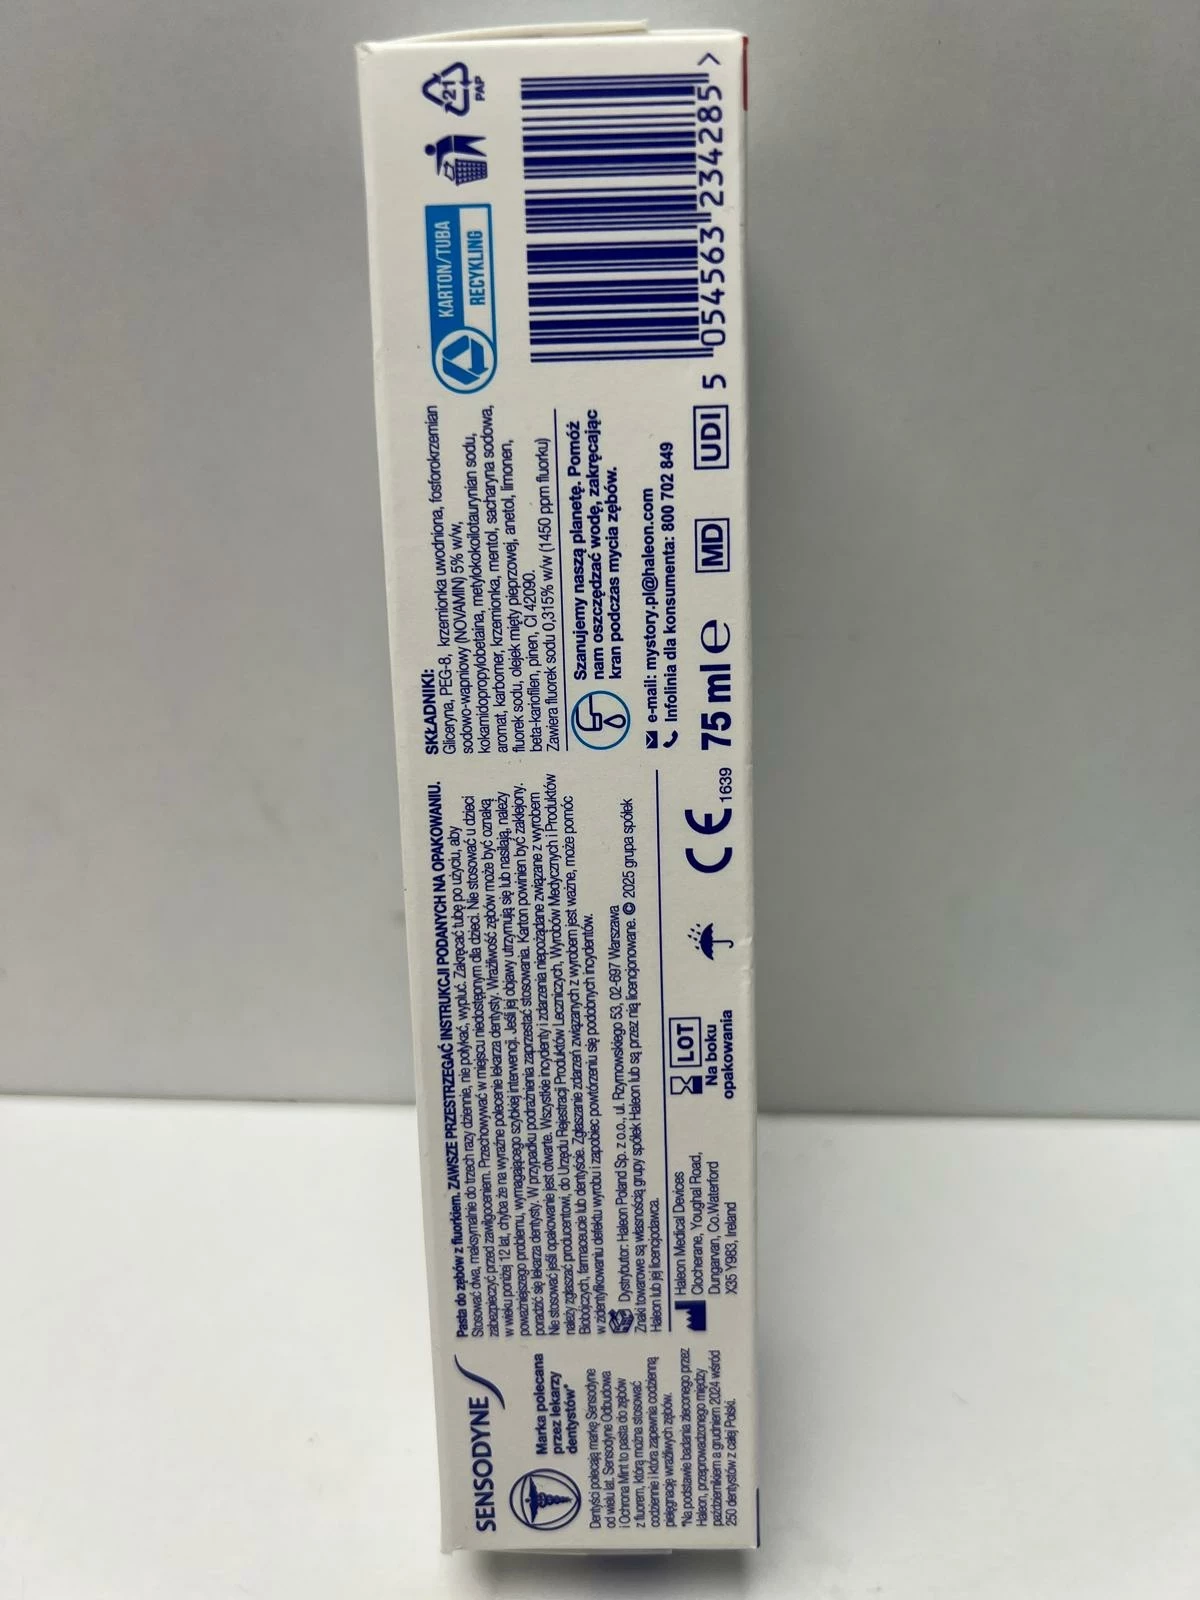 SENSODYNE
Marka polecana
przez lekarzy
dentystów*
Dentyści polecają markę Sensodyne
od wielu lat. Sensodyne Odbudowa
i Ochrona Mint to pasta do zębów
z fluorem, którą można stosować
codziennie i która zapewnia codzienną
pielęgnację wrażliwych zębów.
*Na podstawie badania zleconego przez
Haleon, przeprowadzonego między
październikiem a grudniem 2024 wśród
250 dentystów z całej Polski.
Pasta do zębów z fluorkiem. ZAWSZE PRZESTRZEGAĆ INSTRUKCJI PODANYCH NA OPAKOWANIU.
Stosować dwa, maksymalnie do trzech razy dziennie, nie połykać, wypluć. Zakręcać tubę po użyciu, aby
zabezpieczyć przed zawilgoceniem. Przechowywać w miejscu niedostępnym dla dzieci. Nie stosować u dzieci
w wieku poniżej 12 lat, chyba że na wyraźne polecenie lekarza dentysty. Wrażliwość zębów może być oznaką
poważniejszego problemu, wymagającego szybkiej interwencji. Jeśli jej objawy utrzymują się lub nasilają, należy
poradzić się lekarza dentysty. W przypadku podrażnienia zaprzestać stosowania. Karton powinien być zaklejony.
Nie stosować jeśli opakowanie jest otwarte. Wszystkie incydenty i zdarzenia niepożądane związane z wyrobem
należy zgłaszać producentowi, do Urzędu Rejestracji Produktów Leczniczych, Wyrobów Medycznych i Produktów
Biobójczych, farmaceucie lub dentyście. Zgłaszanie zdarzeń związanych z wyrobem jest ważne, może pomóc
w zidentyfikowaniu defektu wyrobu i zapobiec powtórzeniu się podobnych incydentów.
Dystrybutor: Haleon Poland Sp. z o.o., ul. Rzymowskiego 53, 02-697 Warszawa
Znaki towarowe są własnością grupy spółek Haleon lub są przez nią licencjonowane. © 2025 grupa spółek
Haleon lub jej licencjodawca.
Haleon Medical Devices
Clocherane, Youghal Road,
Dungarvan, Co.Waterford
X35 Y983, Ireland
LOT
Na boku
opakowania
CE 1639
SKŁADNIKI:
Gliceryna, PEG-8, krzemionka uwodniona, fosforokrzemian
sodowo-wapniowy (NOVAMIN) 5% w/w,
kokamidopropylobetaina, metylokokoilotaurynian sodu,
aromat, karbomer, krzemionka, mentol, sacharyna sodowa,
fluorek sodu, olejek mięty pieprzowej, anetol, limonen,
beta-kariofilen, pinen, CI 42090.
Zawiera fluorek sodu 0,315% w/w (1450 ppm fluorku)
Szanujemy naszą planetę. Pomóż
nam oszczędzać wodę, zakręcając
kran podczas mycia zębów.
e-mail: mystory.pl@haleon.com
Infolinia dla konsumenta: 800 702 849
75 ml e
MD
UDI
KARTON/TUBA
RECYKLING
21
PAP
5 054563 234285 >